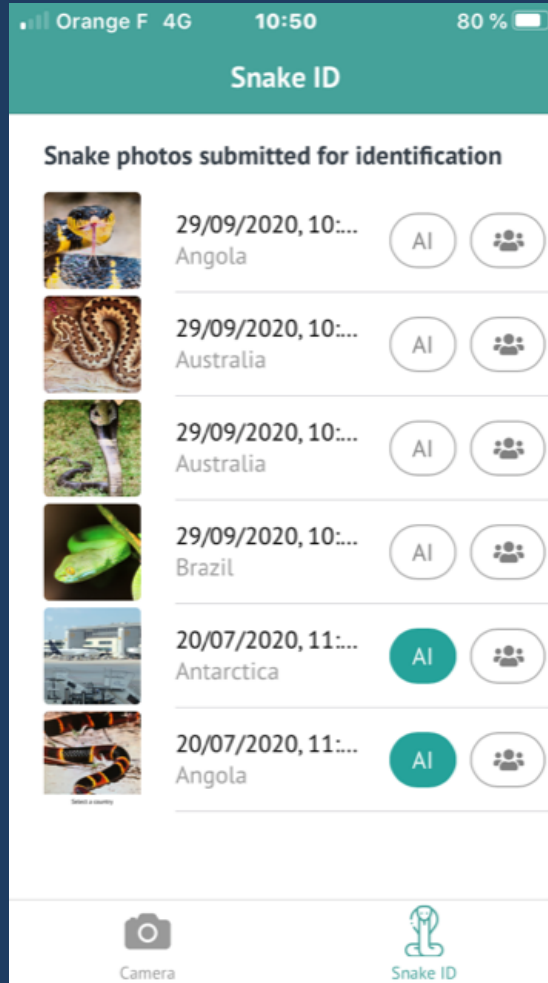 Orange F 4G 10:50 80 %
Snake ID
Snake photos submitted for identification
29/09/2020, 10:...
Angola
AI
29/09/2020, 10:...
Australia
AI
29/09/2020, 10:...
Australia
AI
29/09/2020, 10:...
Brazil
AI
20/07/2020, 11:...
Antarctica
AI
20/07/2020, 11:...
Angola
AI
Select a country
Camera
Snake ID